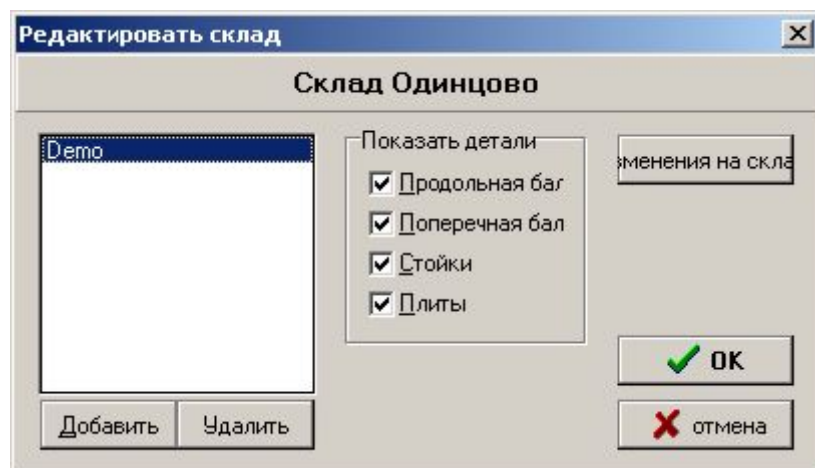 Редактировать склад
Склад Одинцово
Demo
Показать детали
Продольная бал
Поперечная бал
Стойки
Плиты
зменения на скла
OK
Добавить
Удалить
отмена